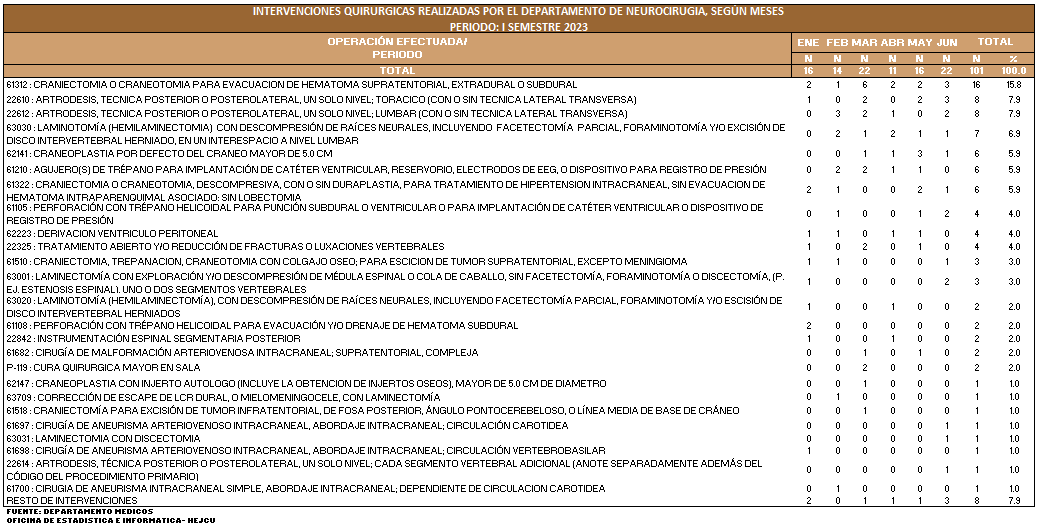 INTERVENCIONES QUIRURGICAS REALIZADAS POR EL DEPARTAMENTO DE NEUROCIRUGIA, SEGÚN MESES
PERIODO: I SEMESTRE 2023
OPERACIÓN EFECTUADA/ PERIODO ENE FEB MAR ABR MAY JUN TOTAL
N N N N N N N %
TOTAL 16 14 22 11 16 22 101 100.0
61312 : CRANIECTOMIA O CRANEOTOMIA PARA EVACUACION DE HEMATOMA SUPRATENTORIAL, EXTRADURAL O SUBDURAL 2 1 6 2 2 3 16 15.8
22610 : ARTRODESIS, TECNICA POSTERIOR O POSTEROLATERAL, UN SOLO NIVEL; TORACICO (CON O SIN TECNICA LATERAL TRANSVERSA) 1 0 2 0 2 3 8 7.9
22612 : ARTRODESIS, TECNICA POSTERIOR O POSTEROLATERAL, UN SOLO NIVEL; LUMBAR (CON O SIN TECNICA LATERAL TRANSVERSA) 0 3 2 1 0 2 8 7.9
63030 : LAMINOTOMÍA (HEMILAMINECTOMIA) CON DESCOMPRESIÓN DE RAÍCES NEURALES, INCLUYENDO FACETECTOMÍA PARCIAL, FORAMINOTOMÍA Y/O EXCISIÓN DE
DISCO INTERVERTEBRAL HERNIADO, EN UN INTERESPACIO A NIVEL LUMBAR 0 2 1 2 1 1 7 6.9
62141 : CRANEOPLASTIA POR DEFECTO DEL CRANEO MAYOR DE 5.0 CM 0 0 1 1 3 1 6 5.9
61210 : AGUJERO(S) DE TRÉPANO PARA IMPLANTACIÓN DE CATÉTER VENTRICULAR, RESERVORIO, ELECTRODOS DE EEG, O DISPOSITIVO PARA REGISTRO DE PRESIÓN 0 2 2 1 1 0 6 5.9
61322 : CRANIECTOMIA O CRANEOTOMIA, DESCOMPRESIVA, CON O SIN DURAPLASTIA, PARA TRATAMIENTO DE HIPERTENSION INTRACRANEAL, SIN EVACUACION DE
HEMATOMA INTRAPARENQUIMAL ASOCIADO: SIN LOBECTOMIA 2 1 0 0 2 1 6 5.9
61105 : PERFORACIÓN CON TRÉPANO HELICOIDAL PARA PUNCIÓN SUBDURAL O VENTRICULAR O PARA IMPLANTACIÓN DE CATÉTER VENTRICULAR O DISPOSITIVO DE
REGISTRO DE PRESIÓN 0 1 0 0 1 2 4 4.0
62223 : DERIVACION VENTRICULO PERITONEAL 1 1 0 1 1 0 4 4.0
22325 : TRATAMIENTO ABIERTO Y/O REDUCCIÓN DE FRACTURAS O LUXACIONES VERTEBRALES 1 0 2 0 1 0 4 4.0
61510 : CRANIECTOMIA, TREPANACION, CRANEOTOMIA CON COLGAJO OSEO; PARA ESCICION DE TUMOR SUPRATENTORIAL, EXCEPTO MENINGIOMA 1 1 0 0 1 0 3 3.0
63001 : LAMINECTOMÍA CON EXPLORACIÓN Y/O DESCOMPRESIÓN DE MÉDULA ESPINAL O COLA DE CABALLO, SIN FACETECTOMÍA, FORAMINOTOMÍA O DISCECTOMÍA, (P.
EJ. ESTENOSIS ESPINAL). UNO O DOS SEGMENTOS VERTEBRALES 1 0 0 0 0 2 3 3.0
63020 : LAMINOTOMÍA (HEMILAMINECTOMÍA), CON DESCOMPRESIÓN DE RAÍCES NEURALES, INCLUYENDO FACETECTOMÍA PARCIAL, FORAMINOTOMÍA Y/O ESCISIÓN DE
DISCO INTERVERTEBRAL HERNIADOS 1 0 0 1 0 0 2 2.0
61108 : PERFORACIÓN CON TRÉPANO HELICOIDAL PARA EVACUACIÓN Y/O DRENAJE DE HEMATOMA SUBDURAL 2 0 0 0 0 0 2 2.0
22842 : INSTRUMENTACIÓN ESPINAL SEGMENTARIA POSTERIOR 1 0 0 1 0 0 2 2.0
61682 : CIRUGÍA DE MALFORMACIÓN ARTERIOVENOSA INTRACRANEAL; SUPRATENTORIAL, COMPLEJA 0 0 1 0 1 0 2 2.0
P-119 : CURA QUIRURGICA MAYOR EN SALA 0 0 2 0 0 0 2 2.0
62147 : CRANEOPLASTIA CON INJERTO AUTOLOGO (INCLUYE LA OBTENCION DE INJERTOS OSEOS), MAYOR DE 5.0 CM DE DIAMETRO 0 0 1 0 0 0 1 1.0
63709 : CORRECCIÓN DE ESCAPE DE LCR DURAL, O MIELOMENINGOCELE, CON LAMINECTOMÍA 0 1 0 0 0 0 1 1.0
61518 : CRANIECTOMÍA PARA EXCISIÓN DE TUMOR INFRATENTORIAL, DE FOSA POSTERIOR, ÁNGULO PONTOCEREBELOSO, O LÍNEA MEDIA DE BASE DE CRÁNEO 0 0 1 0 0 0 1 1.0
61697 : CIRUGÍA DE ANEURISMA ARTERIOVENOSO INTRACRANEAL, ABORDAJE INTRACRANEAL; CIRCULACIÓN CAROTIDEA 0 0 0 0 0 1 1 1.0
63031 : LAMINECTOMIA CON DISCECTOMIA 0 0 0 0 0 1 1 1.0
61698 : CIRUGÍA DE ANEURISMA ARTERIOVENOSO INTRACRANEAL, ABORDAJE INTRACRANEAL; CIRCULACIÓN VERTEBROBASILAR 0 0 0 1 0 0 1 1.0
22614 : ARTRODESIS, TÉCNICA POSTERIOR O POSTEROLATERAL, UN SOLO NIVEL; CADA SEGMENTO VERTEBRAL ADICIONAL (ANOTE SEPARADAMENTE ADEMÁS DEL
CÓDIGO DEL PROCEDIMIENTO PRIMARIO) 0 0 0 0 0 1 1 1.0
61700 : CIRUGIA DE ANEURISMA INTRACRANEAL SIMPLE, ABORDAJE INTRACRANEAL; DEPENDIENTE DE CIRCULACION CAROTIDEA 0 1 0 0 0 0 1 1.0
RESTO DE INTERVENCIONES 2 0 1 1 1 3 8 7.9
FUENTE: DEPARTAMENTO MEDICOS
OFICINA DE ESTADISTICA E INFORMATICA- HEJCU